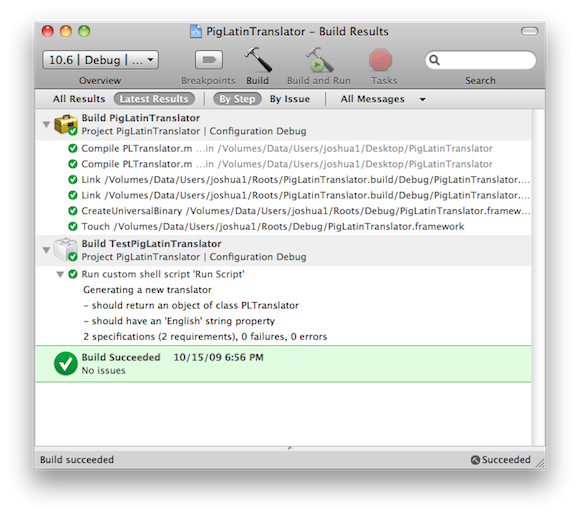 PigLatinTranslator – Build Results
10.6 | Debug | ...
Overview
Breakpoints
Build
Build and Run
Tasks
Search
All Results
Latest Results
By Step
By Issue
All Messages
Build PigLatinTranslator
Project PigLatinTranslator | Configuration Debug
Compile PLTranslator.m ...in /Volumes/Data/Users/joshua1/Desktop/PigLatinTranslator
Compile PLTranslator.m ...in /Volumes/Data/Users/joshua1/Desktop/PigLatinTranslator
Link /Volumes/Data/Users/joshua1/Roots/PigLatinTranslator.build/Debug/PigLatinTranslator....
Link /Volumes/Data/Users/joshua1/Roots/PigLatinTranslator.build/Debug/PigLatinTranslator....
CreateUniversalBinary /Volumes/Data/Users/joshua1/Roots/Debug/PigLatinTranslator.framew...
Touch /Volumes/Data/Users/joshua1/Roots/Debug/PigLatinTranslator.framework
Build TestPigLatinTranslator
Project PigLatinTranslator | Configuration Debug
Run custom shell script 'Run Script'
Generating a new translator
- should return an object of class PLTranslator
- should have an 'English' string property
2 specifications (2 requirements), 0 failures, 0 errors
Build Succeeded 10/15/09 6:56 PM
No issues
Build succeeded
Succeeded